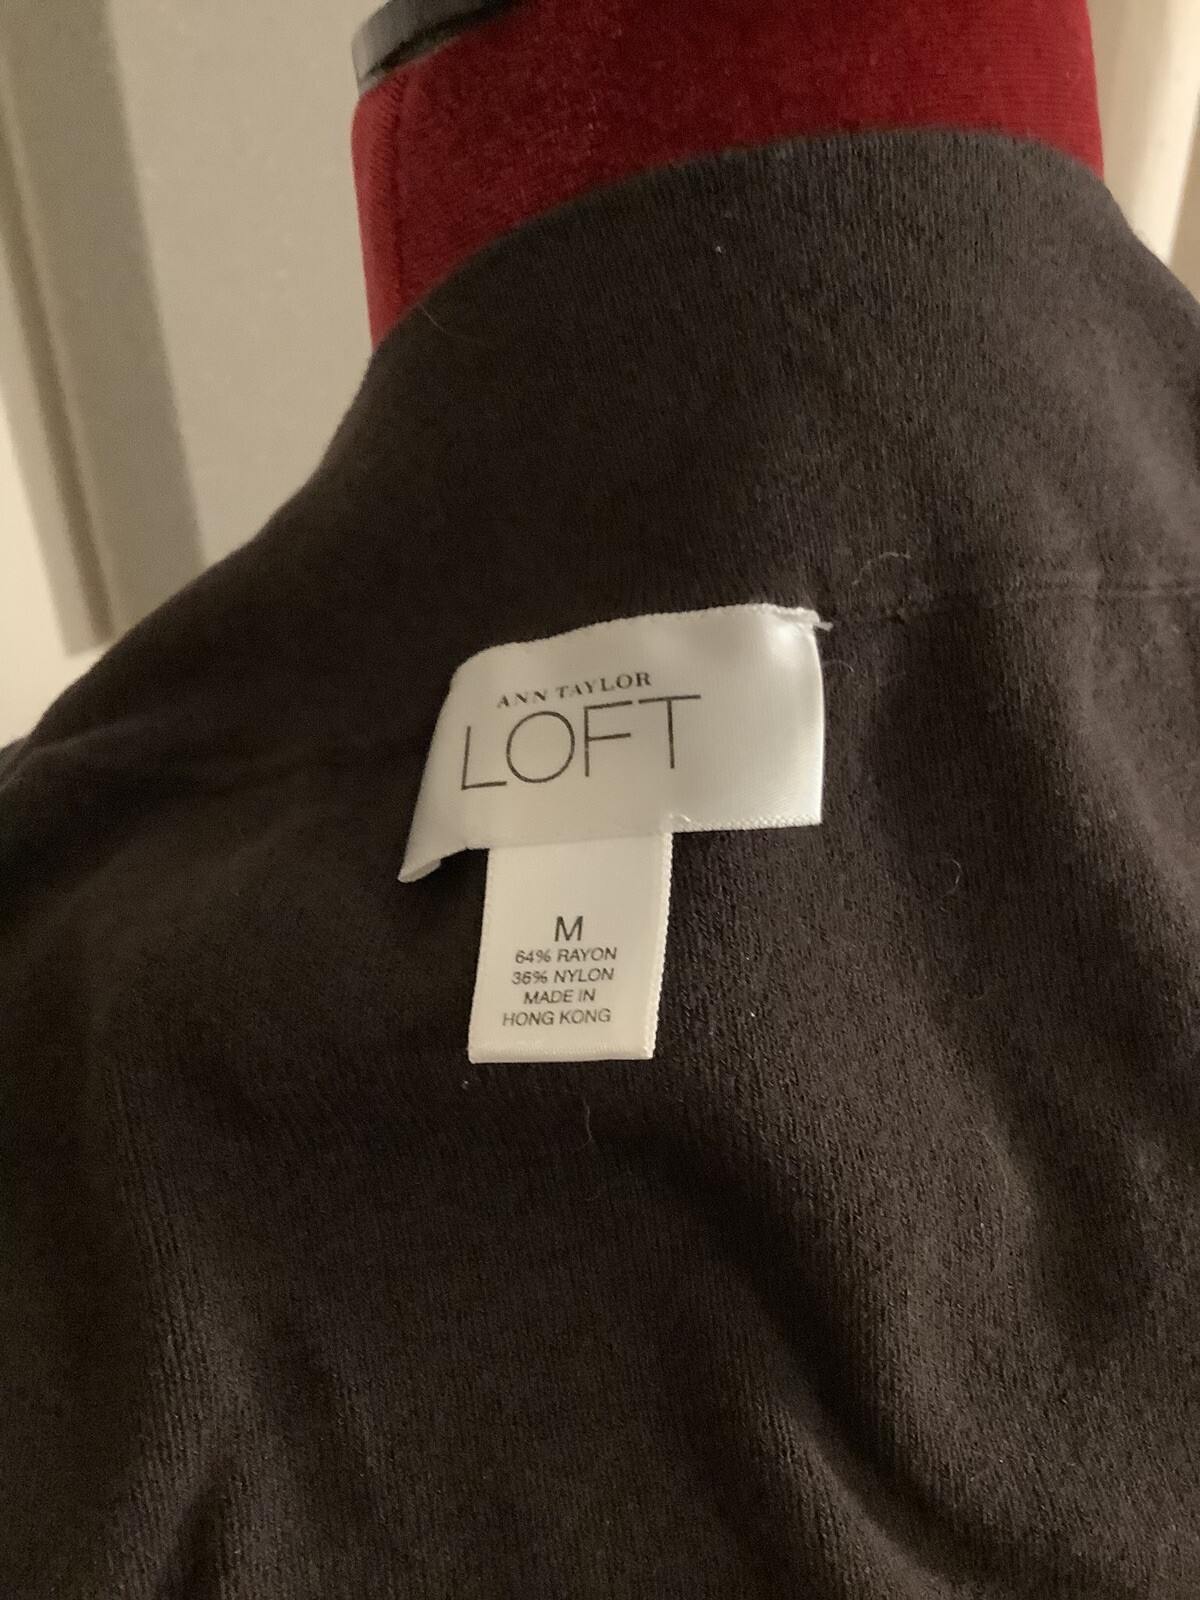 ANN TAYLOR
LOFT
M
64% RAYON
36% NYLON
MADE IN
HONG KONG